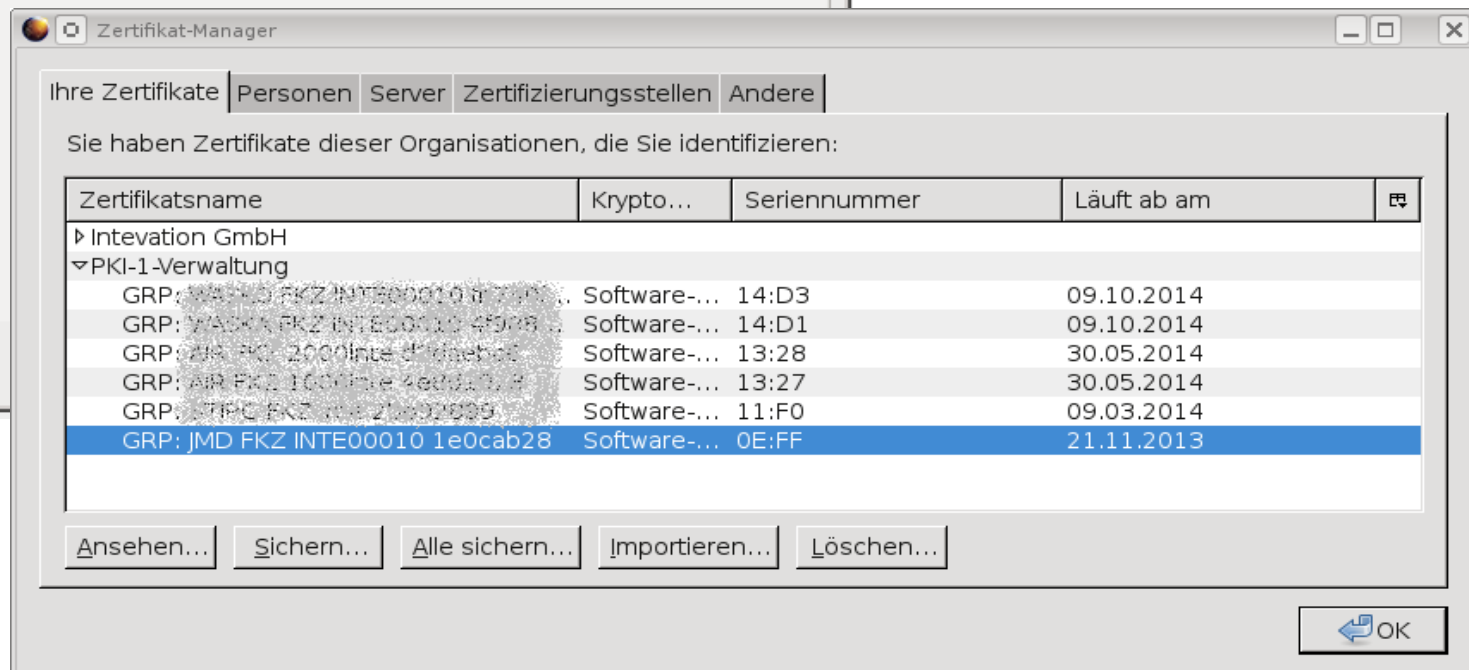 Zertifikat-Manager
Ihre Zertifikate Personen Server Zertifizierungsstellen Andere
Sie haben Zertifikate dieser Organisationen, die Sie identifizieren:
Zertifikatsname Krypto... Seriennummer Läuft ab am
Intevation GmbH
PKI-1-Verwaltung
GRP: Software-... 14:D3 09.10.2014
GRP: Software-... 14:D1 09.10.2014
GRP: Software-... 13:28 30.05.2014
GRP: Software-... 13:27 30.05.2014
GRP: Software-... 11:F0 09.03.2014
GRP: JMD FKZ INTE00010 1e0cab28 Software-... 0E:FF 21.11.2013
Ansehen... Sichern... Alle sichern... Importieren... Löschen...
OK